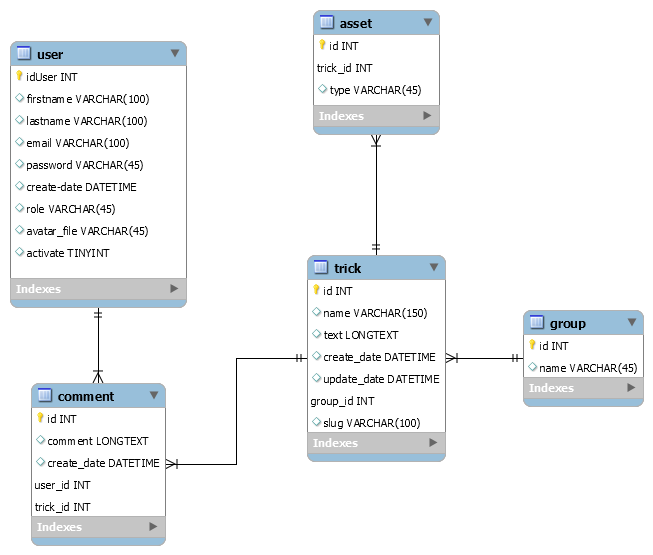 user
idUser INT
firstname VARCHAR(100)
lastname VARCHAR(100)
email VARCHAR(100)
password VARCHAR(45)
create-date DATETIME
role VARCHAR(45)
avatar_file VARCHAR(45)
activate TINYINT
Indexes
asset
id INT
trick_id INT
type VARCHAR(45)
Indexes
trick
id INT
name VARCHAR(150)
text LONGTEXT
create_date DATETIME
update_date DATETIME
group_id INT
slug VARCHAR(100)
Indexes
group
id INT
name VARCHAR(45)
Indexes
comment
id INT
comment LONGTEXT
create_date DATETIME
user_id INT
trick_id INT
Indexes